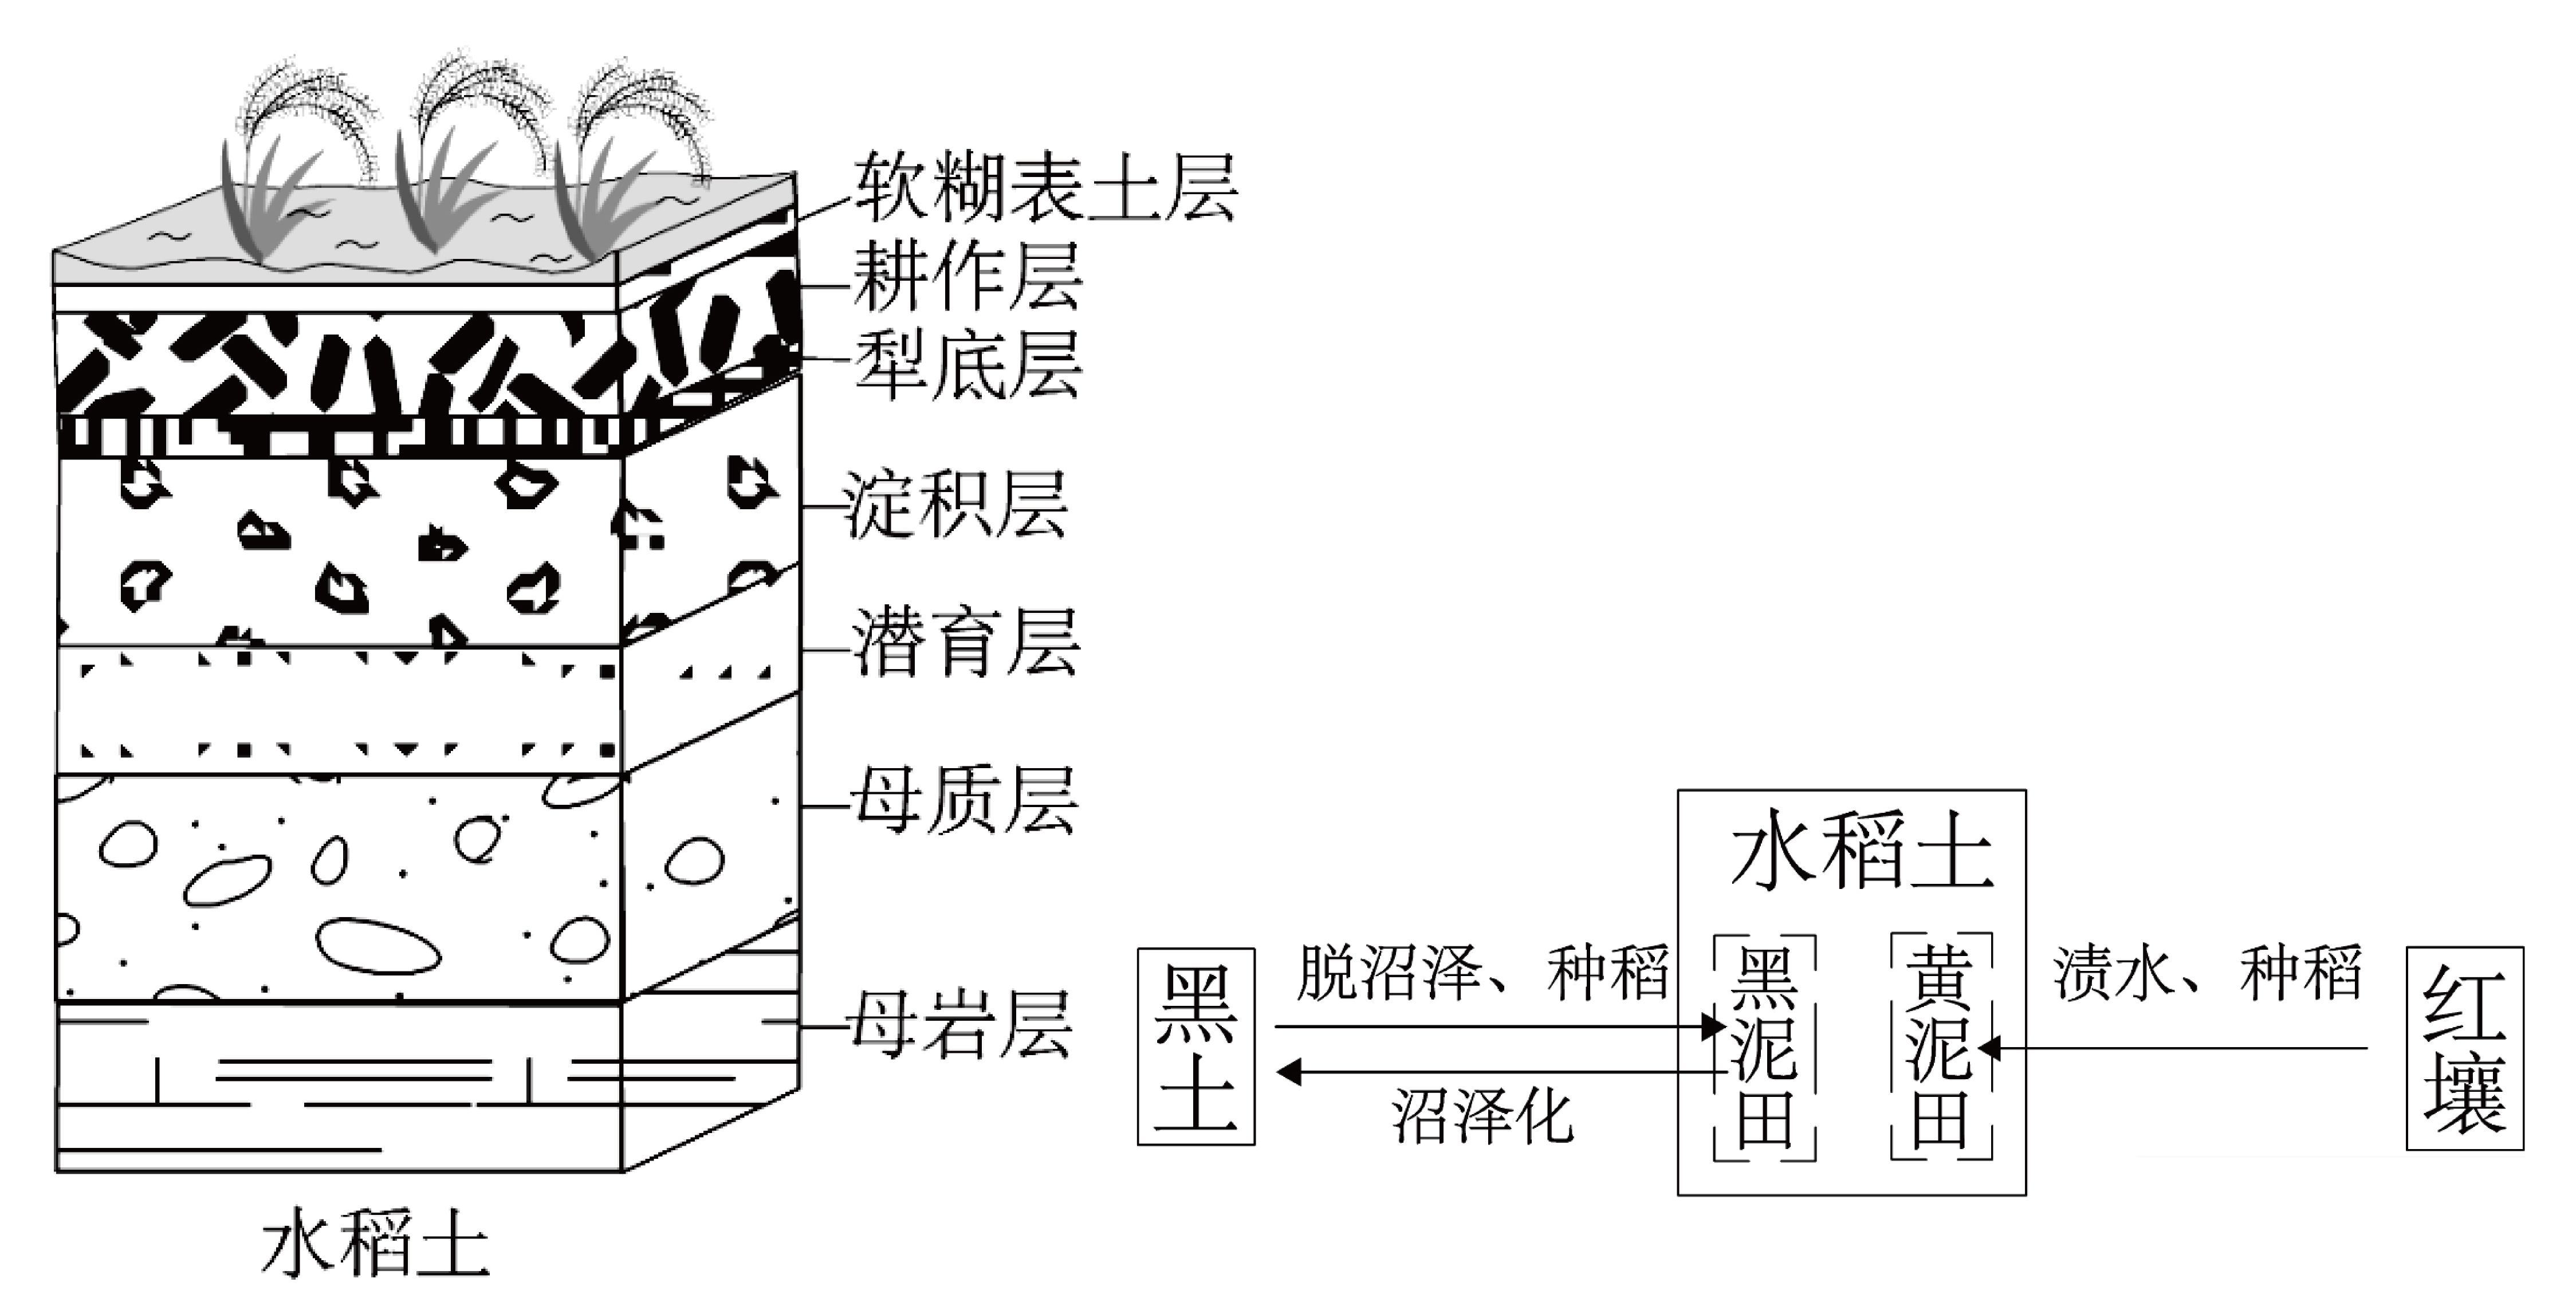 软糊表土层
耕作层
犁底层
淀积层
潜育层
母质层
母岩层
水稻土
黑土
脱沼泽、种稻
沼泽化
水稻土
黑泥田
黄泥田
渍水、种稻
红壤